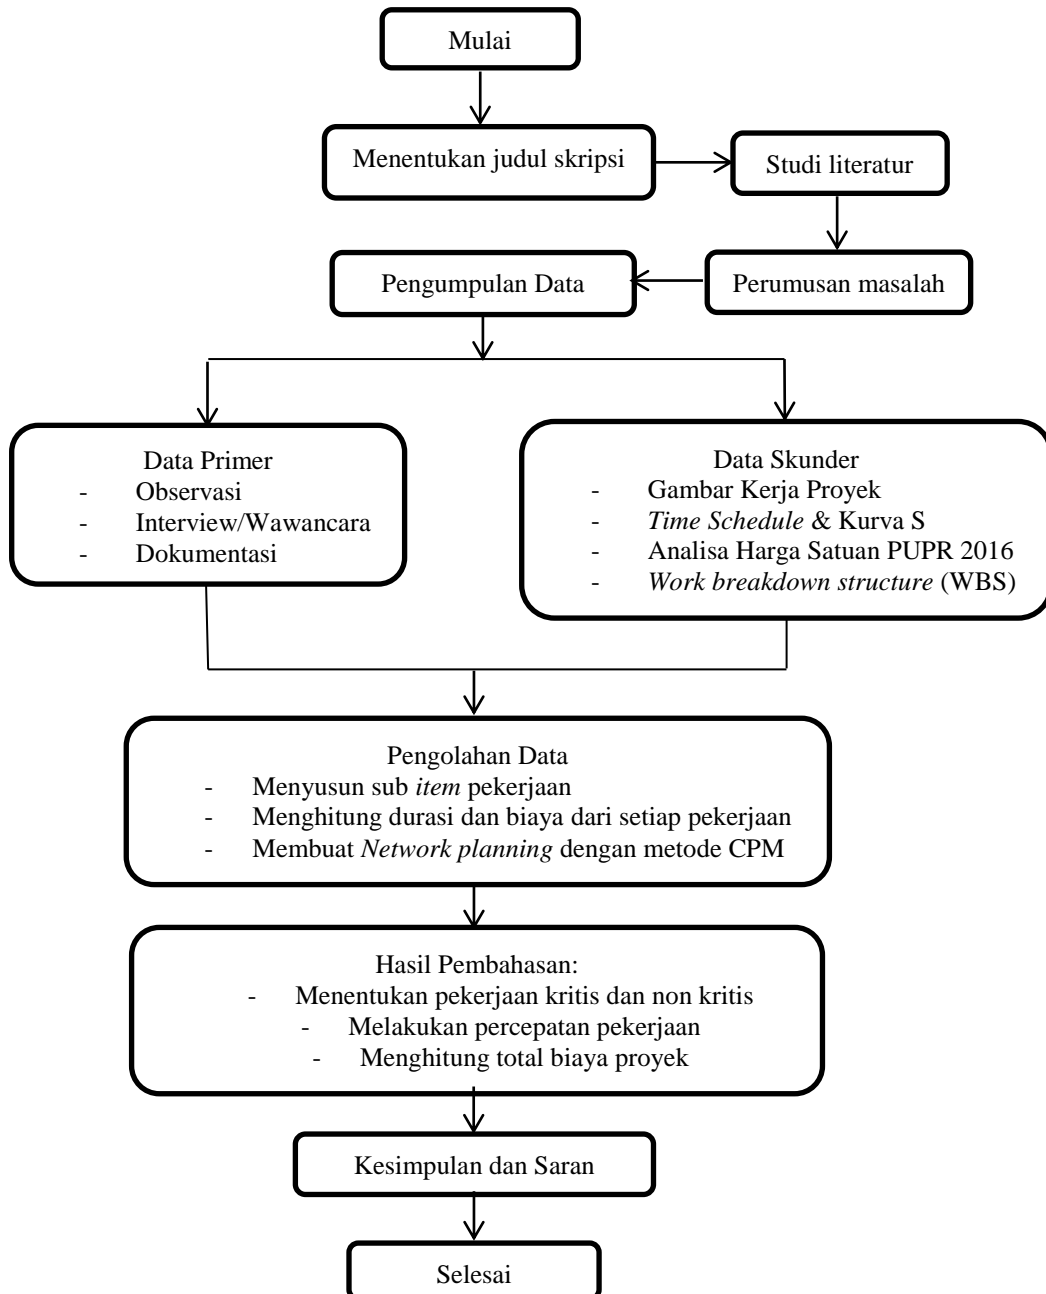 Mulai
Menentukan judul skripsi
Studi literatur
Perumusan masalah
Pengumpulan Data
Data Primer
- Observasi
- Interview/Wawancara
- Dokumentasi
Data Skunder
- Gambar Kerja Proyek
- Time Schedule & Kurva S
- Analisa Harga Satuan PUPR 2016
- Work breakdown structure (WBS)
Pengolahan Data
- Menyusun sub item pekerjaan
- Menghitung durasi dan biaya dari setiap pekerjaan
- Membuat Network planning dengan metode CPM
Hasil Pembahasan:
- Menentukan pekerjaan kritis dan non kritis
- Melakukan percepatan pekerjaan
- Menghitung total biaya proyek
Kesimpulan dan Saran
Selesai